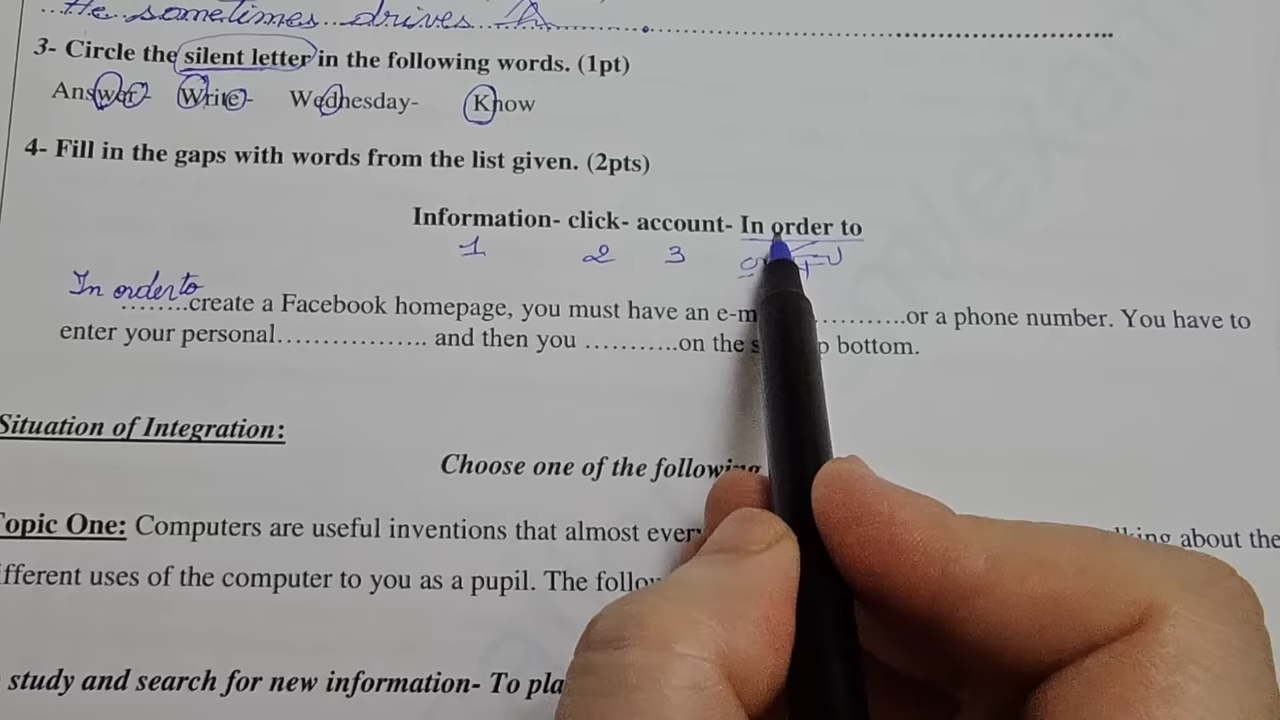 ...He sometimes drives
3- Circle the silent letter in the following words. (1pt)
Answer- Write- Wednesday- Know
4- Fill in the gaps with words from the list given. (2pts)
Information- click- account- In order to
1 2 3
In order to
........create a Facebook homepage, you must have an e-m ...........or a phone number. You have to
enter your personal................. and then you ...........on the s p bottom.
Situation of Integration:
Choose one of the following
Topic One: Computers are useful inventions that almost ever lking about the
ifferent uses of the computer to you as a pupil. The follo
study and search for new information- To pla